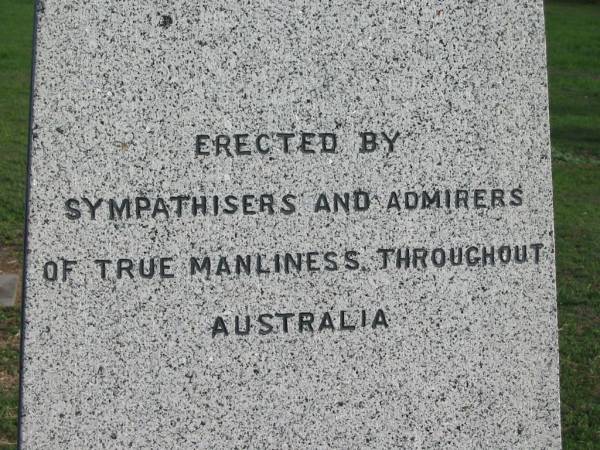 ERECTED BY
SYMPATHISERS AND ADMIRERS
OF TRUE MANLINESS THROUGHOUT
AUSTRALIA